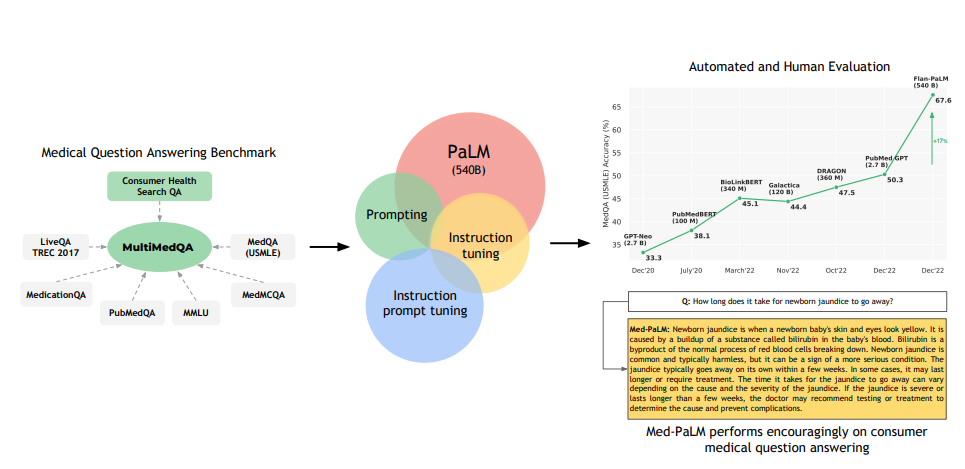 Medical Question Answering Benchmark
Consumer Health
Search QA
LiveQA
TREC 2017
MultiMedQA
MedQA
(USMLE)
MedicationQA
PubMedQA
MMLU
MedMCQA
PaLM
(540B)
Prompting
Instruction
tuning
Instruction
prompt tuning
Automated and Human Evaluation
MedQA (USMLE) Accuracy (%)
65
60
55
50
45
40
35
GPT-Neo
(2.7 B)
33.3
PubMedBERT
(100 M)
38.1
BioLinkBERT
(340 M)
45.1
Galactica
(120 B)
44.4
DRAGON
(360 M)
47.5
PubMed GPT
(2.7 B)
50.3
Flan-PaLM
(540 B)
67.6
+17%
Dec'20
July'20
March'22
Nov'22
Oct'22
Dec'22
Dec'22
Q: How long does it take for newborn jaundice to go away?
Med-PaLM: Newborn jaundice is when a newborn baby's skin and eyes look yellow. It is
caused by a buildup of a substance called bilirubin in the baby's blood. Bilirubin is a
byproduct of the normal process of red blood cells breaking down. Newborn jaundice is
common and typically harmless, but it can be a sign of a more serious condition. The
jaundice typically goes away on its own within a few weeks. In some cases, it may last
longer or require treatment. The time it takes for the jaundice to go away can vary
depending on the cause and the severity of the jaundice. If the jaundice is severe or
lasts longer than a few weeks, the doctor may recommend testing or treatment to
determine the cause and prevent complications.
Med-PaLM performs encouragingly on consumer
medical question answering